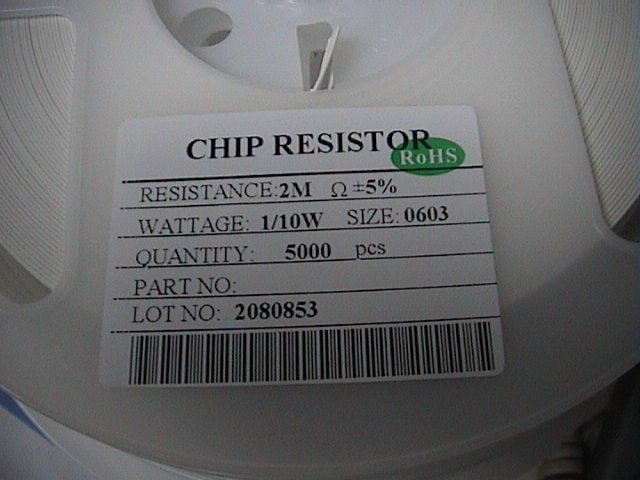 CHIP RESISTOR
RoHS
RESISTANCE:2M Ω ±5%
WATTAGE: 1/10W SIZE: 0603
QUANTITY: 5000 pcs
PART NO:
LOT NO: 2080853